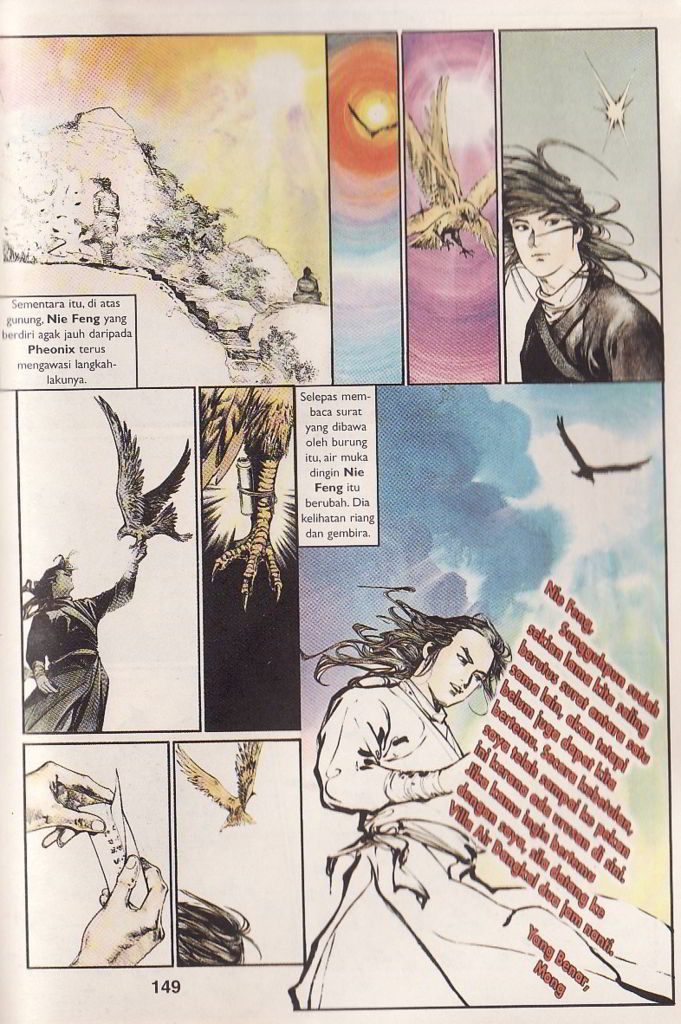 Sementara itu, di atas
gunung, Nie Feng yang
berdiri agak jauh daripada
Pheonix terus
mengawasi langkah-
lakunya.
Selepas mem-
baca surat
yang dibawa
oleh burung
itu, air muka
dingin Nie
Feng itu
berubah. Dia
kelihatan riang
dan gembira.
Nie Feng,
Sungguhpun sudah
sekian lama kita saling
berutus surat antara satu
sama lain, akan tetapi
belum juga dapat kita
bertemu. Secara kebetulan,
saya telah sampai ke pekan
ini kerana ada urusan di sini.
Jika kamu ingin bertemu
dengan saya, sila datang ke
Villa Ai Dangkal dua jam nanti.
Yang Benar,
Mong
149